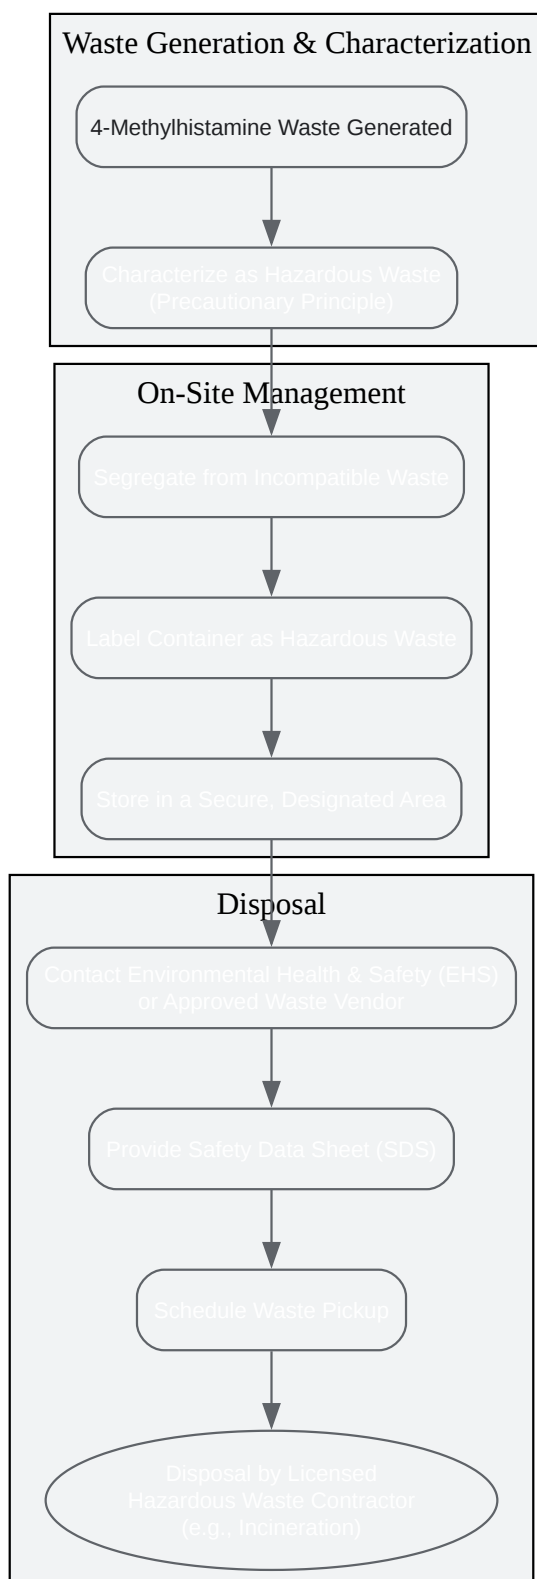 Waste Generation & Characterization
4-Methylhistamine Waste Generated
Characterize as Hazardous Waste
(Precautionary Principle)
On-Site Management
Segregate from Incompatible Waste
Label Container as Hazardous Waste
Store in a Secure, Designated Area
Disposal
Contact Environmental Health & Safety (EHS)
or Approved Waste Vendor
Provide Safety Data Sheet (SDS)
Schedule Waste Pickup
Disposal by Licensed
Hazardous Waste Contractor
(e.g., Incineration)